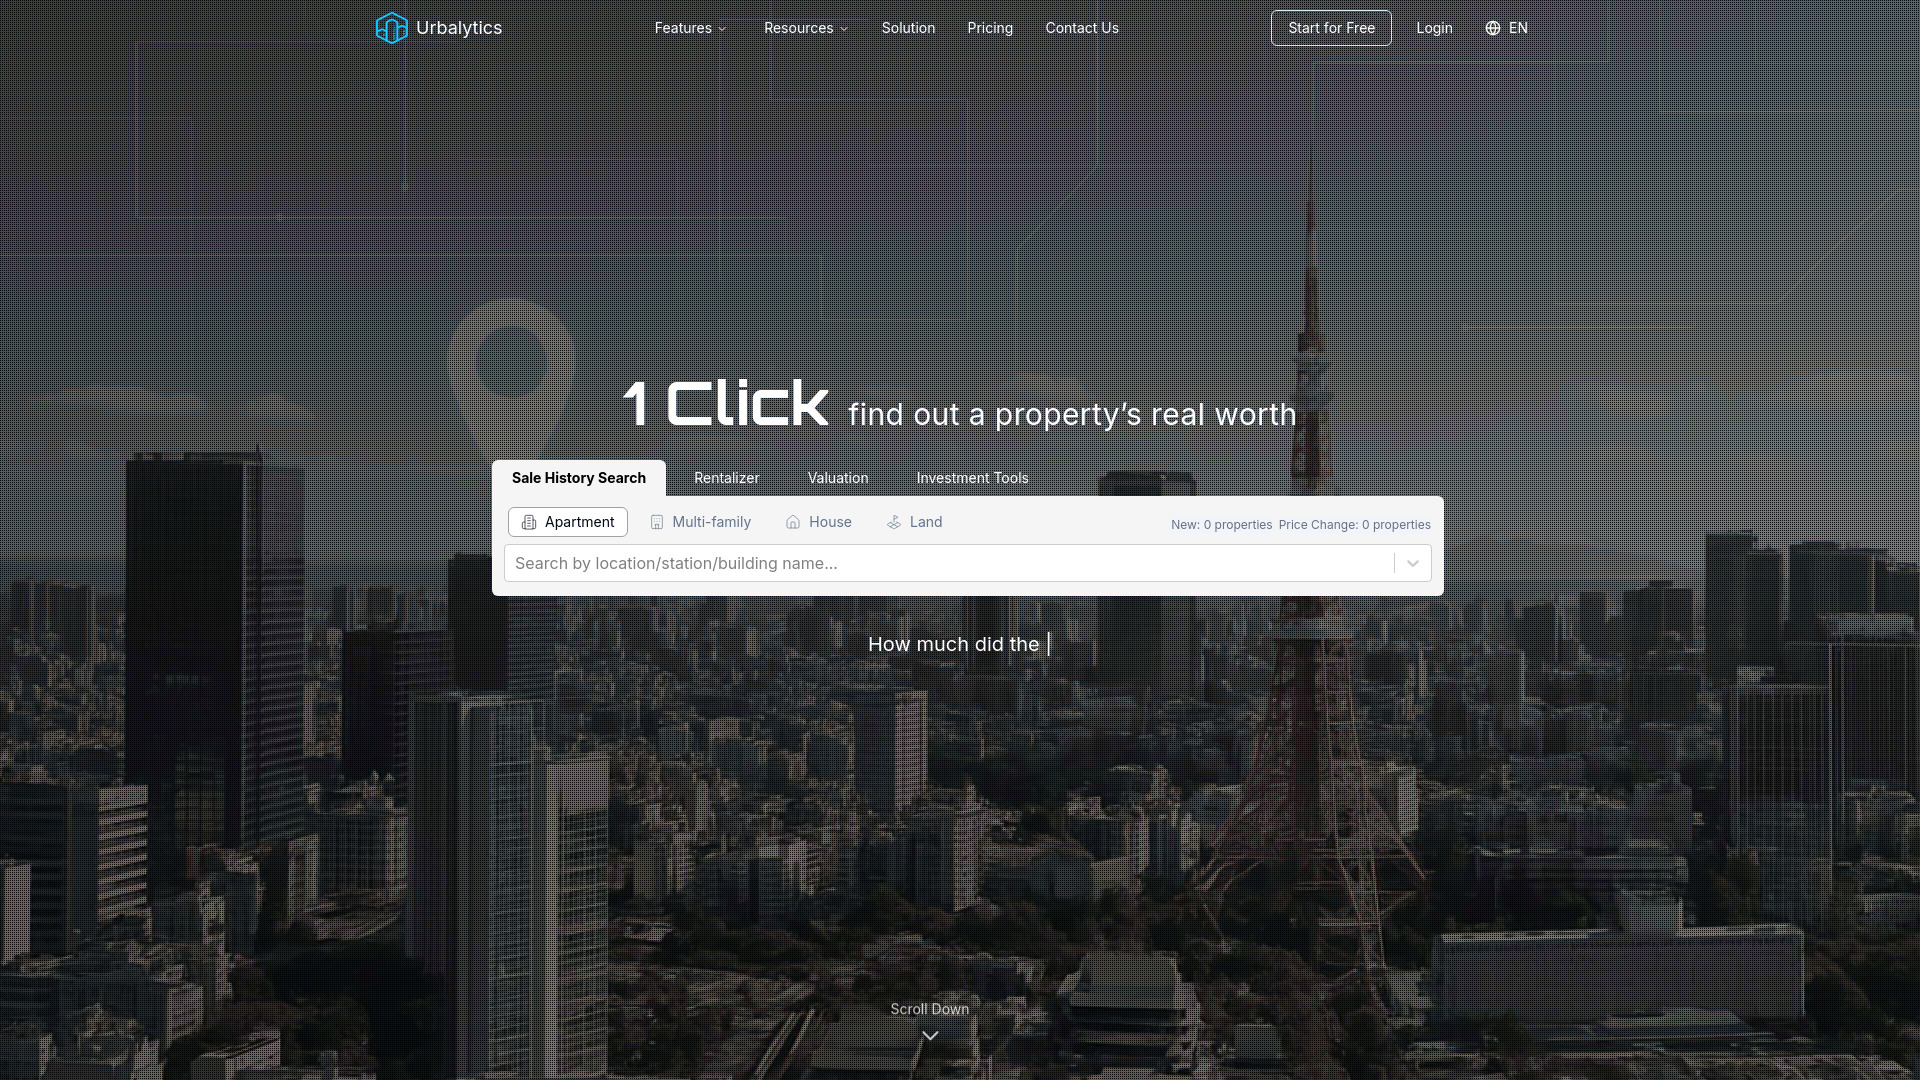 Urbalytics
Features
Resources
Solution
Pricing
Contact Us
Start for Free
Login
EN
1 Click find out a property’s real worth
Sale History Search
Rentalizer
Valuation
Investment Tools
Apartment
Multi-family
House
Land
New: 0 properties Price Change: 0 properties
Search by location/station/building name...
How much did the |
Scroll Down